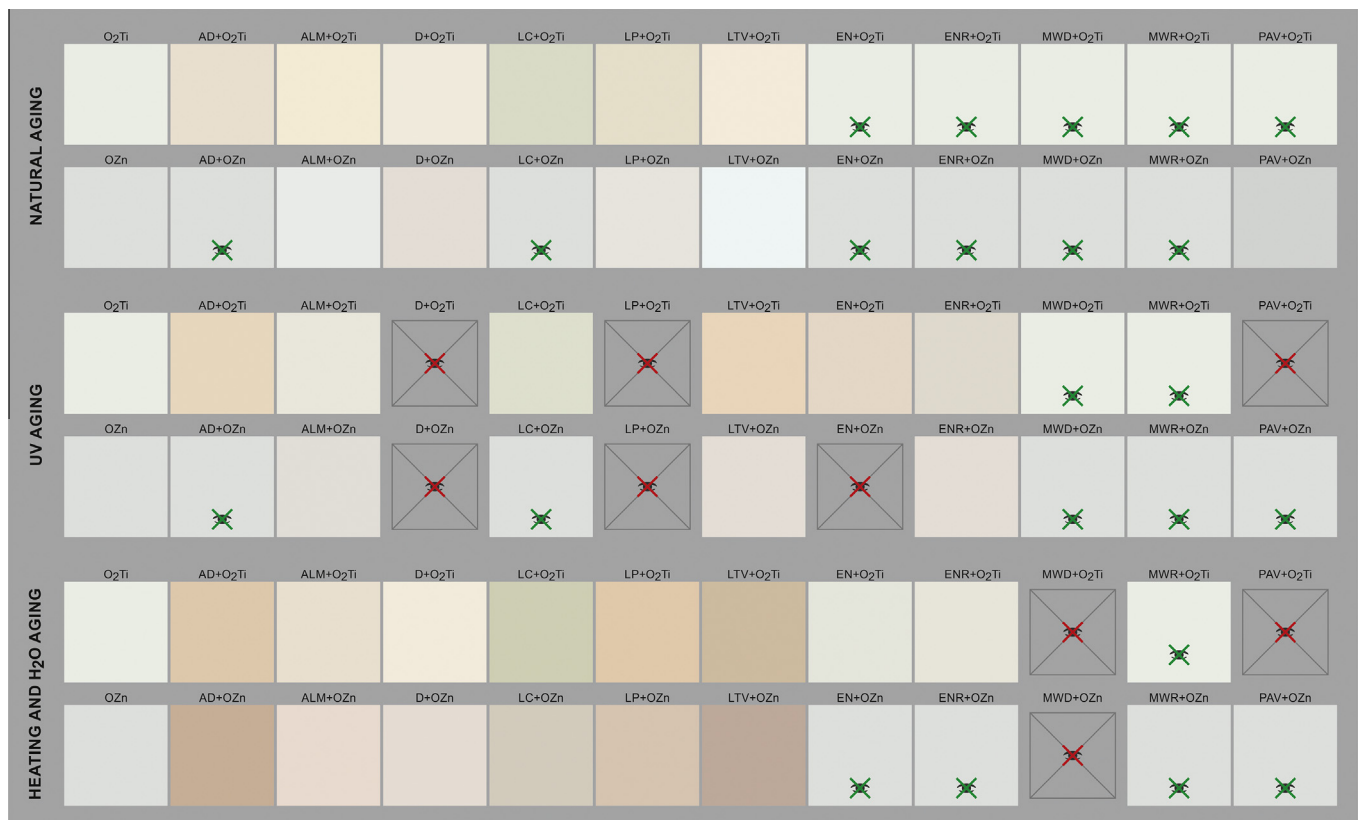 NATURAL AGING
O₂Ti AD+O₂Ti ALM+O₂Ti D+O₂Ti LC+O₂Ti LP+O₂Ti LTV+O₂Ti EN+O₂Ti ENR+O₂Ti MWD+O₂Ti MWR+O₂Ti PAV+O₂Ti
OZn AD+OZn ALM+OZn D+OZn LC+OZn LP+OZn LTV+OZn EN+OZn ENR+OZn MWD+OZn MWR+OZn PAV+OZn
UV AGING
O₂Ti AD+O₂Ti ALM+O₂Ti D+O₂Ti LC+O₂Ti LP+O₂Ti LTV+O₂Ti EN+O₂Ti ENR+O₂Ti MWD+O₂Ti MWR+O₂Ti PAV+O₂Ti
OZn AD+OZn ALM+OZn D+OZn LC+OZn LP+OZn LTV+OZn EN+OZn ENR+OZn MWD+OZn MWR+OZn PAV+OZn
HEATING AND H₂O AGING
O₂Ti AD+O₂Ti ALM+O₂Ti D+O₂Ti LC+O₂Ti LP+O₂Ti LTV+O₂Ti EN+O₂Ti ENR+O₂Ti MWD+O₂Ti MWR+O₂Ti PAV+O₂Ti
OZn AD+OZn ALM+OZn D+OZn LC+OZn LP+OZn LTV+OZn EN+OZn ENR+OZn MWD+OZn MWR+OZn PAV+OZn